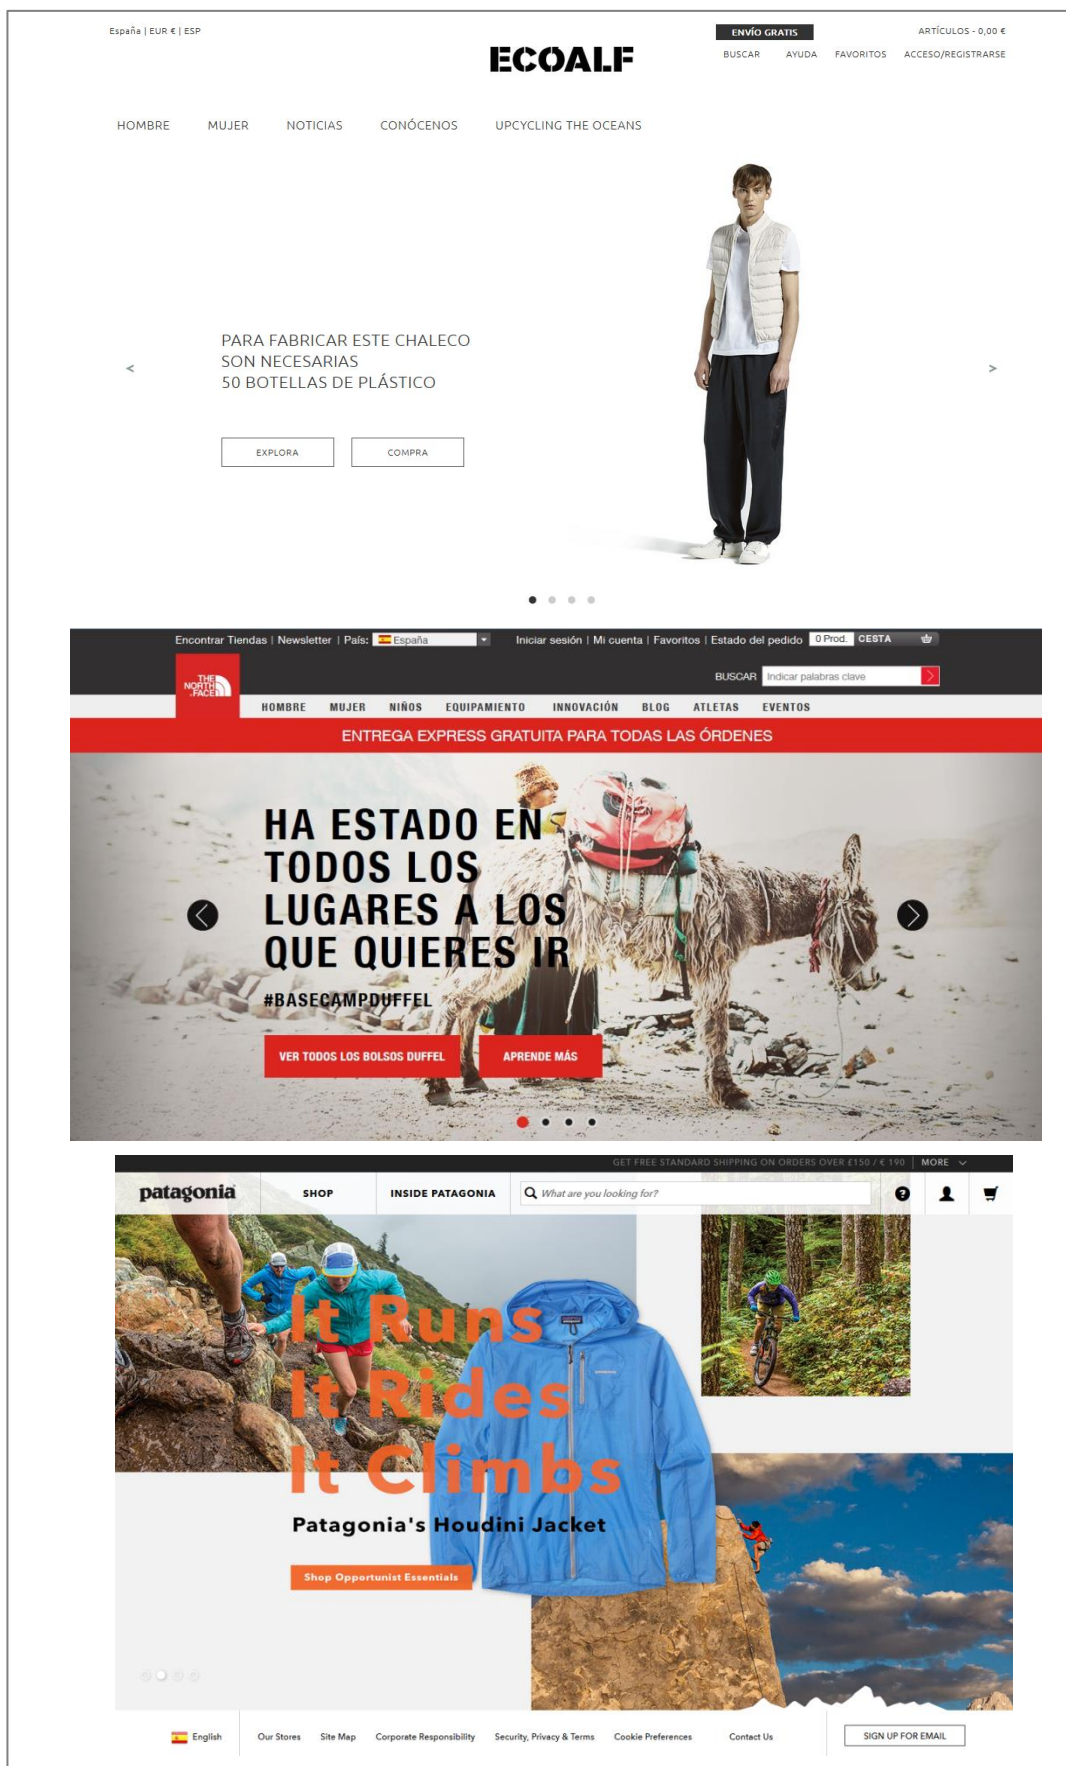 España | EUR € | ESP
ENVÍO GRATIS
ARTÍCULOS - 0,00 €
ECOALF
BUSCAR AYUDA FAVORITOS ACCESO/REGISTRARSE
HOMBRE MUJER NOTICIAS CONÓCENOS UPCYCLING THE OCEANS
PARA FABRICAR ESTE CHALECO
SON NECESARIAS
50 BOTELLAS DE PLÁSTICO
< >
EXPLORA COMPRA
Encontrar Tiendas | Newsletter | País: España Iniciar sesión | Mi cuenta | Favoritos | Estado del pedido 0 Prod. CESTA
BUSCAR Indicar palabras clave
THE
NORTH
FACE
HOMBRE MUJER NIÑOS EQUIPAMIENTO INNOVACIÓN BLOG ATLETAS EVENTOS
ENTREGA EXPRESS GRATUITA PARA TODAS LAS ÓRDENES
HA ESTADO EN
TODOS LOS
LUGARES A LOS
QUE QUIERES IR
#BASECAMPDUFFEL
VER TODOS LOS BOLSOS DUFFEL APRENDE MÁS
GET FREE STANDARD SHIPPING ON ORDERS OVER £150 / € 190 | MORE
patagonia SHOP INSIDE PATAGONIA What are you looking for?
It Runs
It Rides
It Climbs
Patagonia's Houdini Jacket
Shop Opportunist Essentials
English Our Stores Site Map Corporate Responsibility Security, Privacy & Terms Cookie Preferences Contact Us SIGN UP FOR EMAIL